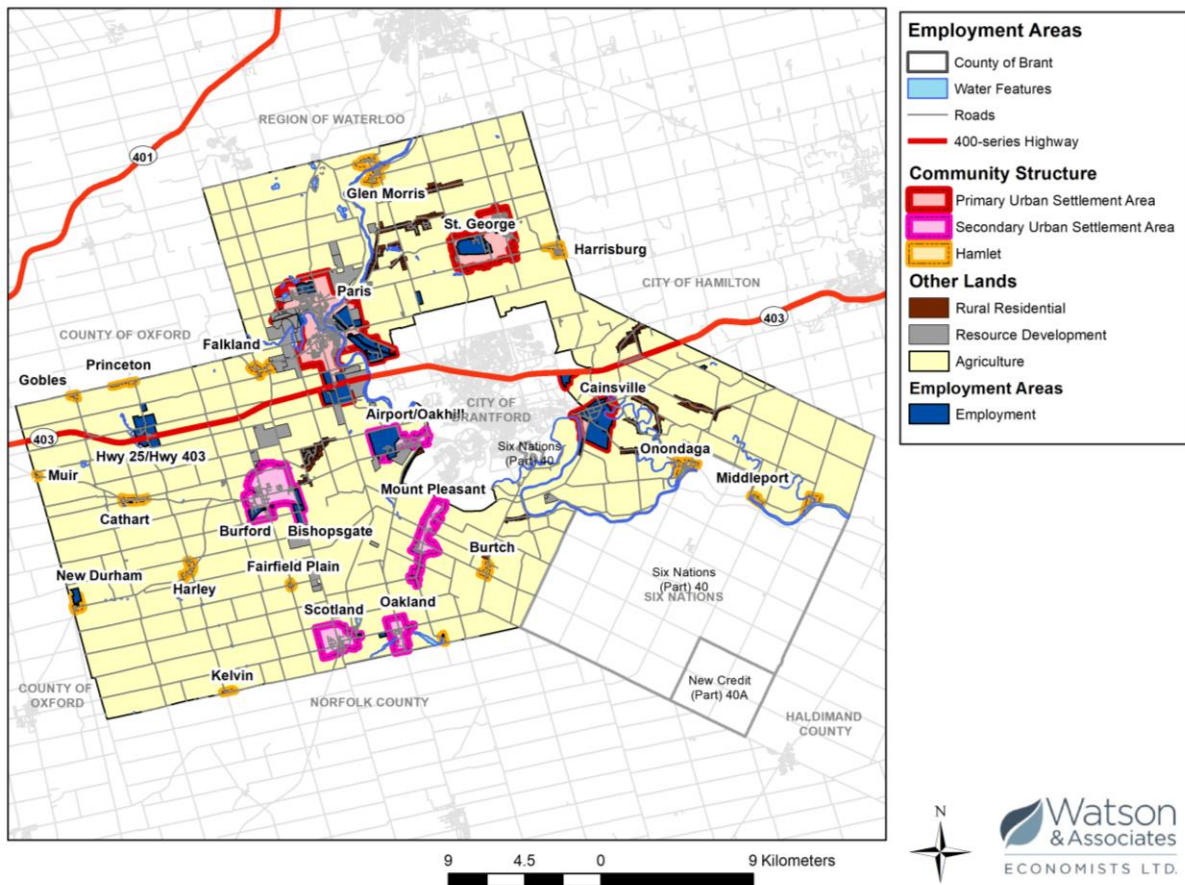 REGION OF WATERLOO
401
Glen Morris
St. George
Harrisburg
CITY OF HAMILTON
Paris
403
COUNTY OF OXFORD
Falkland
Princeton
Gobles
Cainsville
CITY OF
BRANTFORD
Airport/Oakhill
403
Hwy 25/Hwy 403
Six Nations
(Part) 40
Onondaga
Muir
Middleport
Mount Pleasant
Cathart
Burford
Bishopsgate
Burtch
New Durham
Harley
Fairfield Plain
Six Nations
(Part) 40
SIX NATIONS
Scotland
Oakland
Kelvin
New Credit
(Part) 40A
COUNTY OF
OXFORD
NORFOLK COUNTY
HALDIMAND
COUNTY
Employment Areas
County of Brant
Water Features
Roads
400-series Highway
Community Structure
Primary Urban Settlement Area
Secondary Urban Settlement Area
Hamlet
Other Lands
Rural Residential
Resource Development
Agriculture
Employment Areas
Employment
9 4.5 0 9 Kilometers
N
Watson
& Associates
ECONOMISTS LTD.